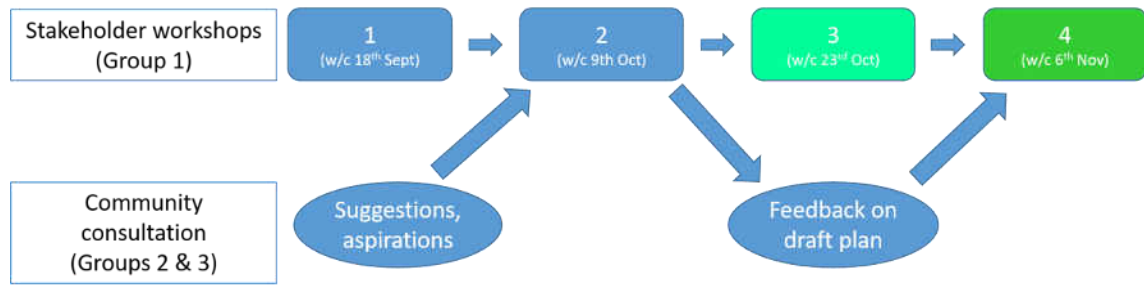 Stakeholder workshops
(Group 1)
1
(w/c 18th Sept)
2
(w/c 9th Oct)
3
(w/c 23rd Oct)
4
(w/c 6th Nov)
Community
consultation
(Groups 2 & 3)
Suggestions,
aspirations
Feedback on
draft plan